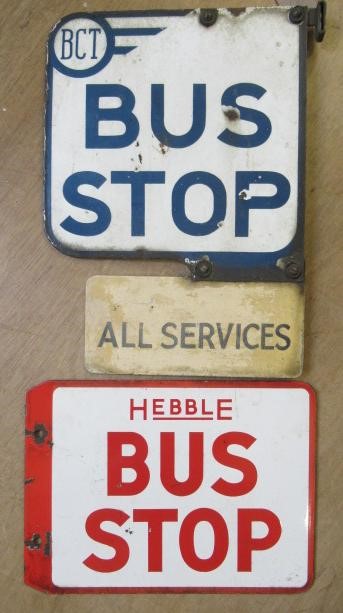 BCT
BUS
STOP
ALL SERVICES
HEBBLE
BUS
STOP